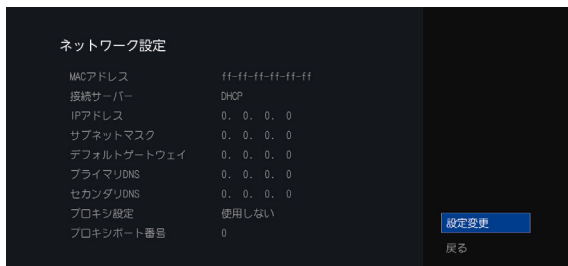 ネットワーク設定
MACアドレス ff-ff-ff-ff-ff-ff
接続サーバー DHCP
IPアドレス 0. 0. 0. 0
サブネットマスク 0. 0. 0. 0
デフォルトゲートウェイ 0. 0. 0. 0
プライマリDNS 0. 0. 0. 0
セカンダリDNS 0. 0. 0. 0
プロキシ設定 使用しない
プロキシポート番号 0
設定変更
戻る